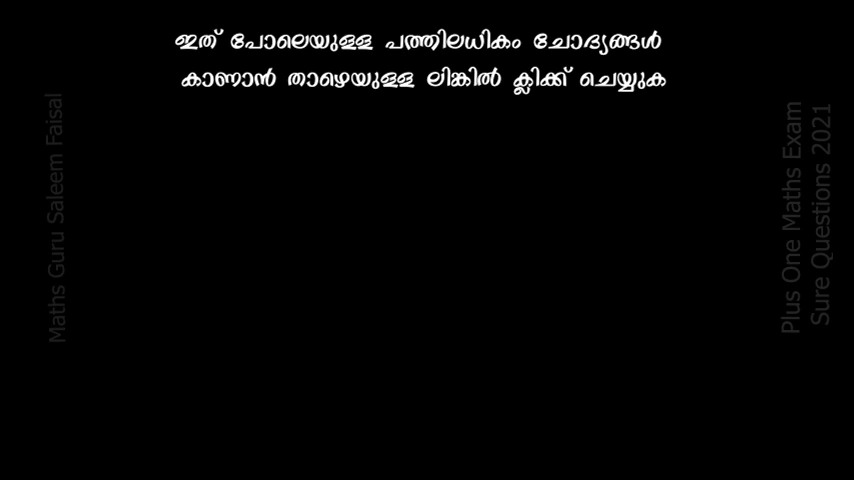 ഇത് പോലെയുള്ള പത്തിലധികം ചോദ്യങ്ങൾ
കാണാൻ താഴെയുള്ള ലിങ്കിൽ ക്ലിക്ക് ചെയ്യുക
Maths Guru Saleem Faisal
Plus One Maths Exam
Sure Questions 2021